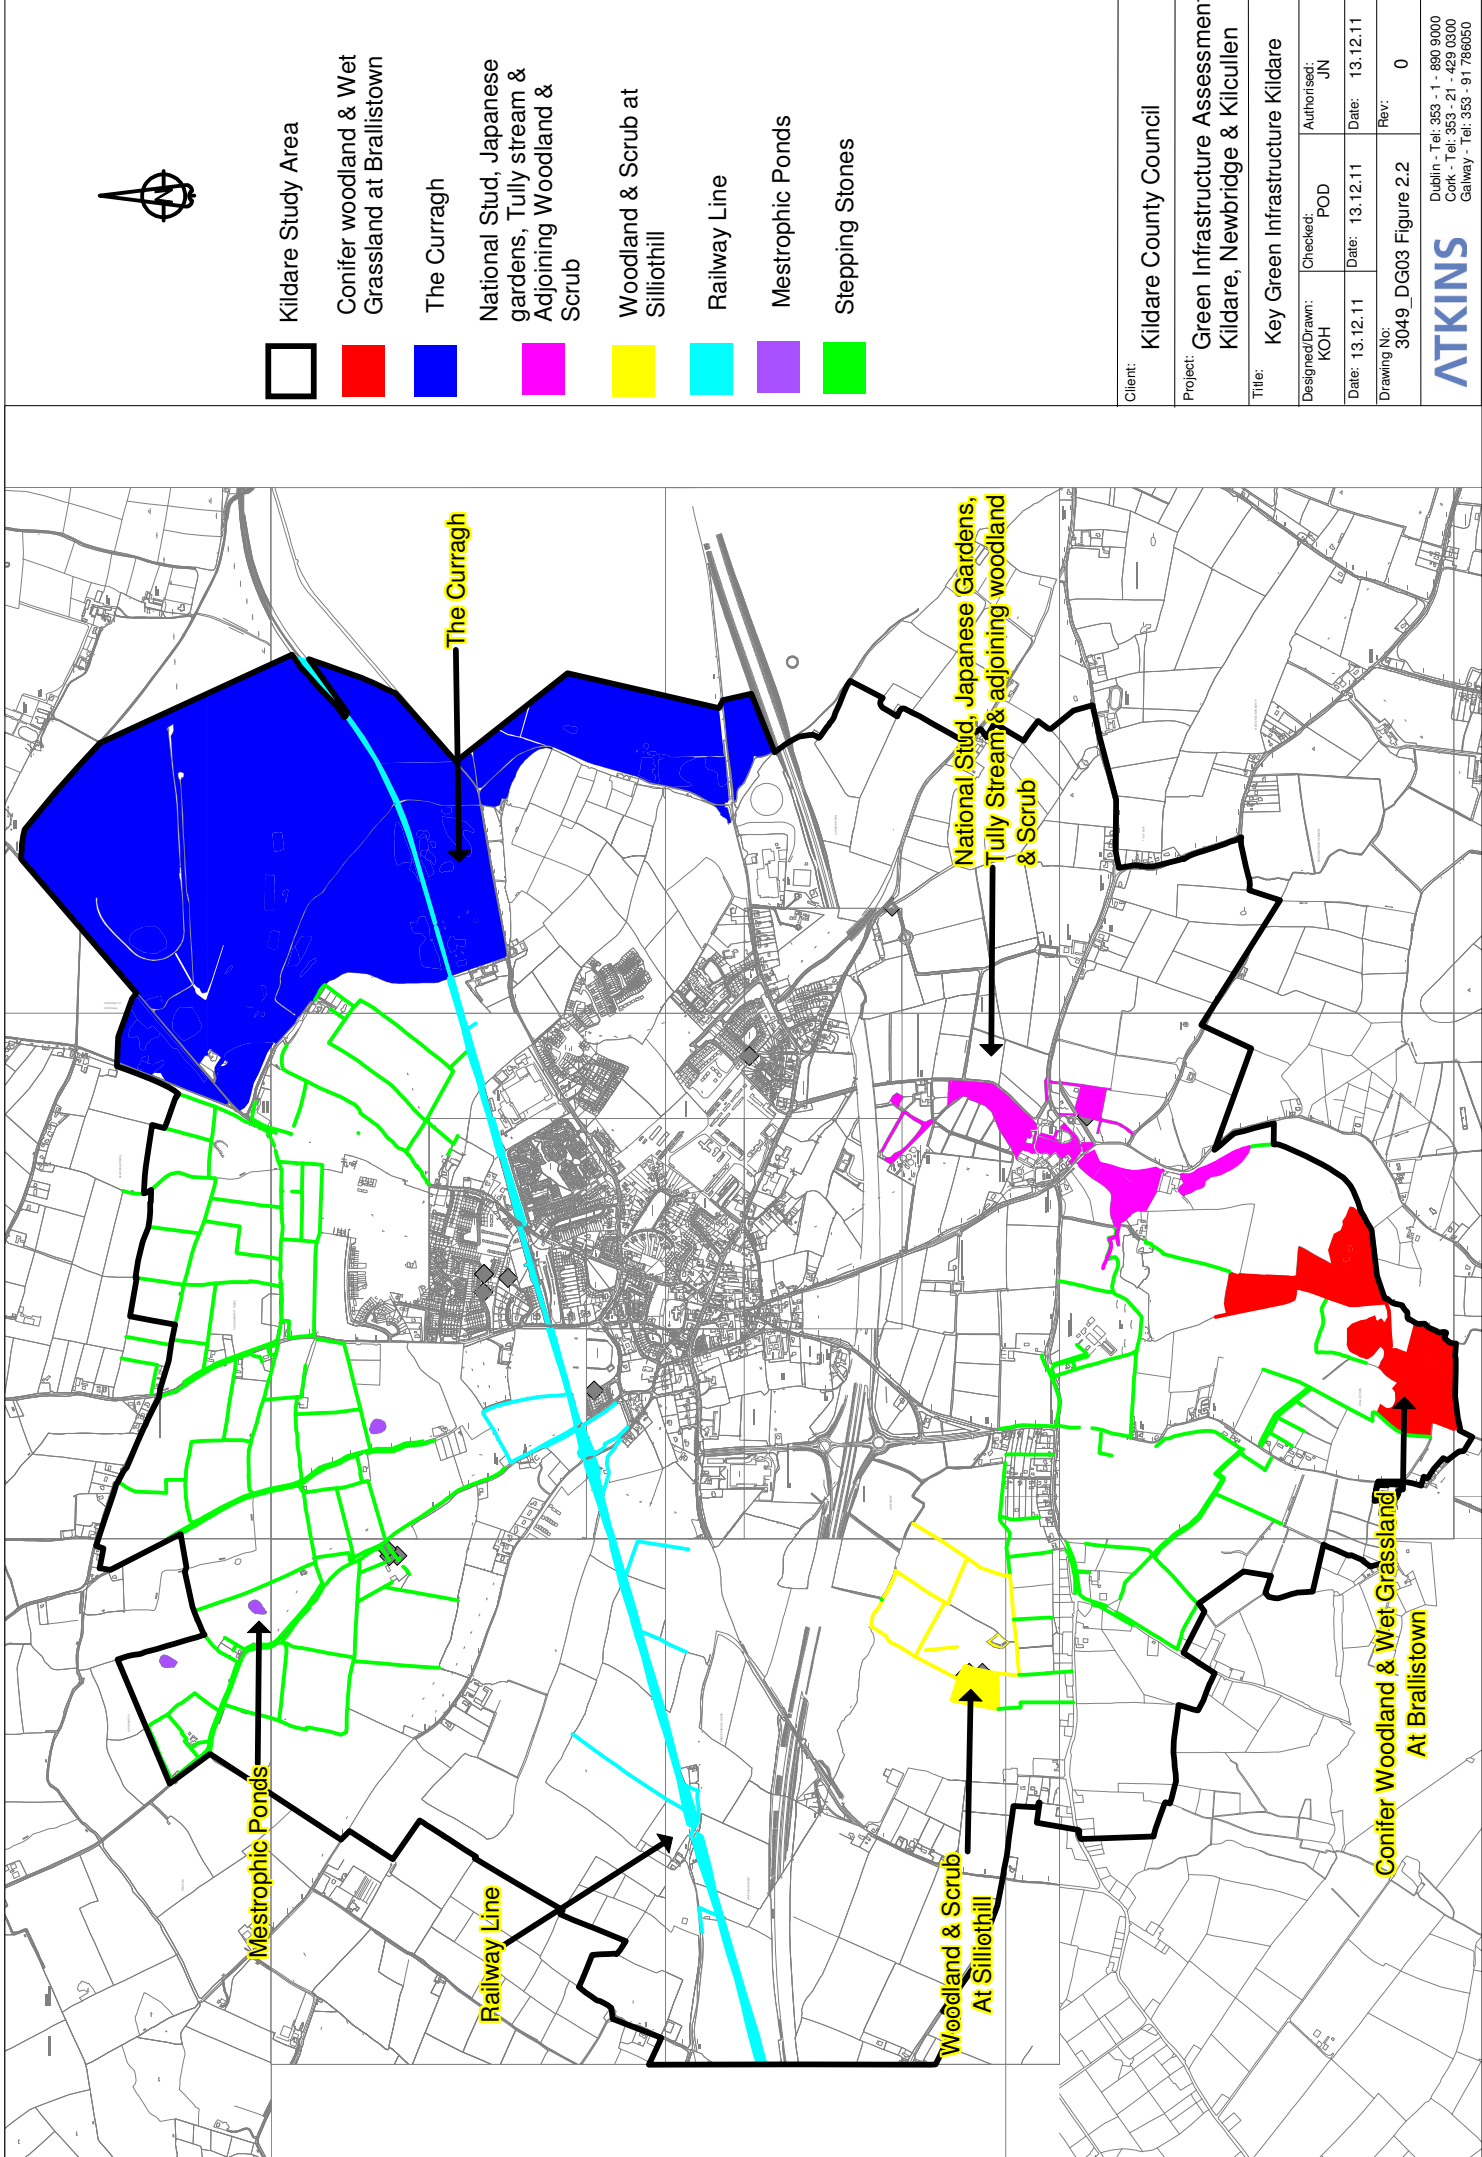 N
Kildare Study Area
Conifer woodland & Wet
Grassland at Brallistown
The Curragh
National Stud, Japanese
gardens, Tully stream &
Adjoining Woodland &
Scrub
Woodland & Scrub at
Silliothill
Railway Line
Mestrophic Ponds
Stepping Stones
Client:
Kildare County Council
Project:
Green Infrastructure Assessment
Kildare, Newbridge & Kilcullen
Title:
Key Green Infrastructure Kildare
Designed/Drawn:
KOH
Checked:
POD
Authorised:
JN
Date: 13.12.11
Date: 13.12.11
Date: 13.12.11
Drawing No:
3049_DG03 Figure 2.2
Rev:
0
ATKINS
Dublin - Tel: 353 - 1 - 890 9000
Cork - Tel: 353 - 21 - 429 0300
Galway - Tel: 353 - 91 786050
The Curragh
National Stud, Japanese Gardens,
Tully Stream & adjoining woodland
& Scrub
Mestrophic Ponds
Railway Line
Woodland & Scrub
At Silliothill
Conifer Woodland & Wet Grassland
At Brallistown